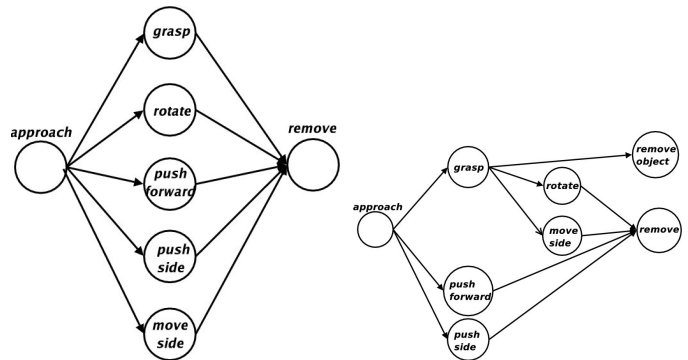 grasp
rotate
approach
remove
push
forward
push
side
move
side
remove
object
grasp
rotate
approach
move
side
remove
push
forward
push
side